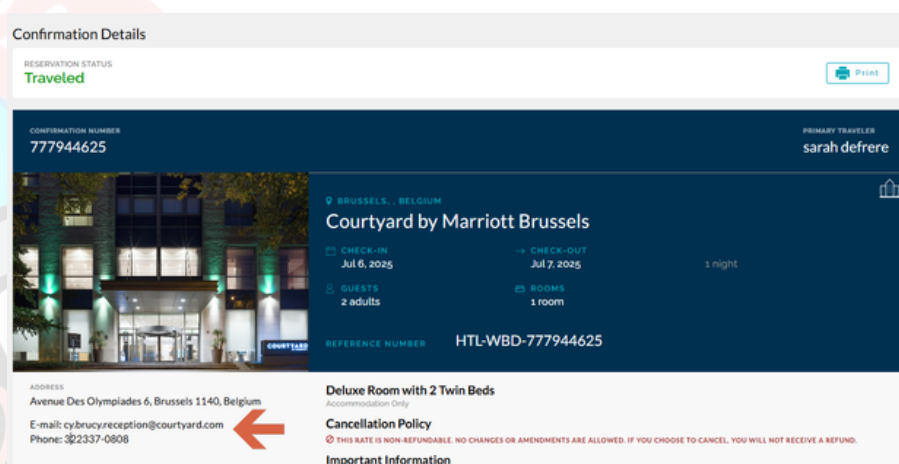 Confirmation Details
RESERVATION STATUS
Traveled
Print
CONFIRMATION NUMBER
777944625
PRIMARY TRAVELER
sarah defrere
BRUSSELS, , BELGIUM
Courtyard by Marriott Brussels
CHECK-IN
Jul 6, 2025
CHECK-OUT
Jul 7, 2025
1 night
GUESTS
2 adults
ROOMS
1 room
REFERENCE NUMBER HTL-WBD-777944625
COURTYARD
ADDRESS
Avenue Des Olympiades 6, Brussels 1140, Belgium
E-mail: cy.brucy.reception@courtyard.com
Phone: 322337-0808
Deluxe Room with 2 Twin Beds
Accommodation Only
Cancellation Policy
THIS RATE IS NON-REFUNDABLE. NO CHANGES OR AMENDMENTS ARE ALLOWED. IF YOU CHOOSE TO CANCEL, YOU WILL NOT RECEIVE A REFUND.
Important Information